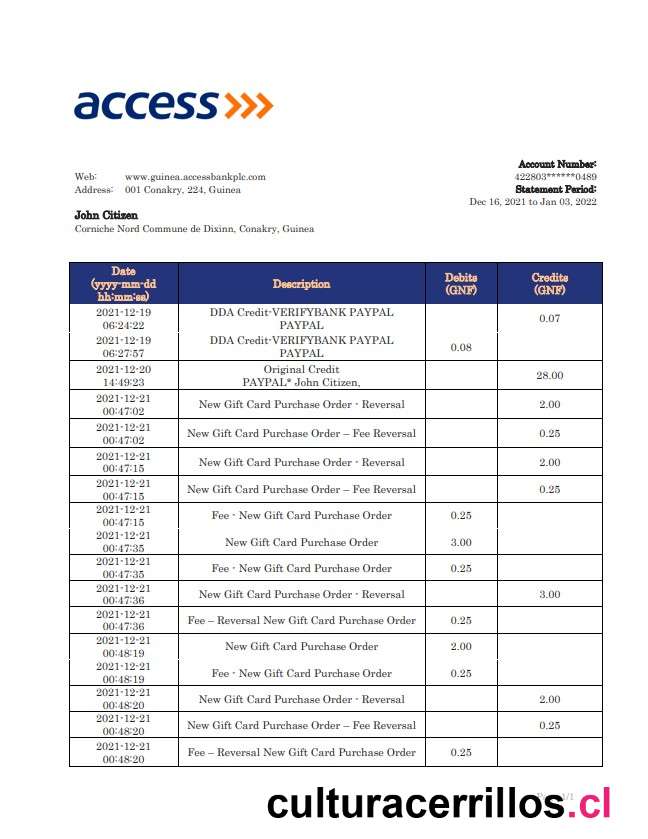 access
Account Number:
Web: www.guinea.accessbankplc.com 422803******0489
Address: 001 Conakry, 224, Guinea Statement Period:
Dec 16, 2021 to Jan 03, 2022
John Citizen
Corniche Nord Commune de Dixinn, Conakry, Guinea
Date (yyyy-mm-dd hh:mm:ss) Description Debits (GNF) Credits (GNF)
2021-12-19 06:24:22 DDA Credit-VERIFYBANK PAYPAL PAYPAL 0.07
2021-12-19 06:27:57 DDA Credit-VERIFYBANK PAYPAL PAYPAL 0.08
2021-12-20 14:49:23 Original Credit PAYPAL* John Citizen, 28.00
2021-12-21 00:47:02 New Gift Card Purchase Order - Reversal 2.00
2021-12-21 00:47:02 New Gift Card Purchase Order – Fee Reversal 0.25
2021-12-21 00:47:15 New Gift Card Purchase Order - Reversal 2.00
2021-12-21 00:47:15 New Gift Card Purchase Order – Fee Reversal 0.25
2021-12-21 00:47:15 Fee - New Gift Card Purchase Order 0.25
2021-12-21 00:47:35 New Gift Card Purchase Order 3.00
2021-12-21 00:47:35 Fee - New Gift Card Purchase Order 0.25
2021-12-21 00:47:36 New Gift Card Purchase Order - Reversal 3.00
2021-12-21 00:47:36 Fee – Reversal New Gift Card Purchase Order 0.25
2021-12-21 00:48:19 New Gift Card Purchase Order 2.00
2021-12-21 00:48:19 Fee - New Gift Card Purchase Order 0.25
2021-12-21 00:48:20 New Gift Card Purchase Order - Reversal 2.00
2021-12-21 00:48:20 New Gift Card Purchase Order – Fee Reversal 0.25
2021-12-21 00:48:20 Fee – Reversal New Gift Card Purchase Order 0.25
culturacerrillos.cl